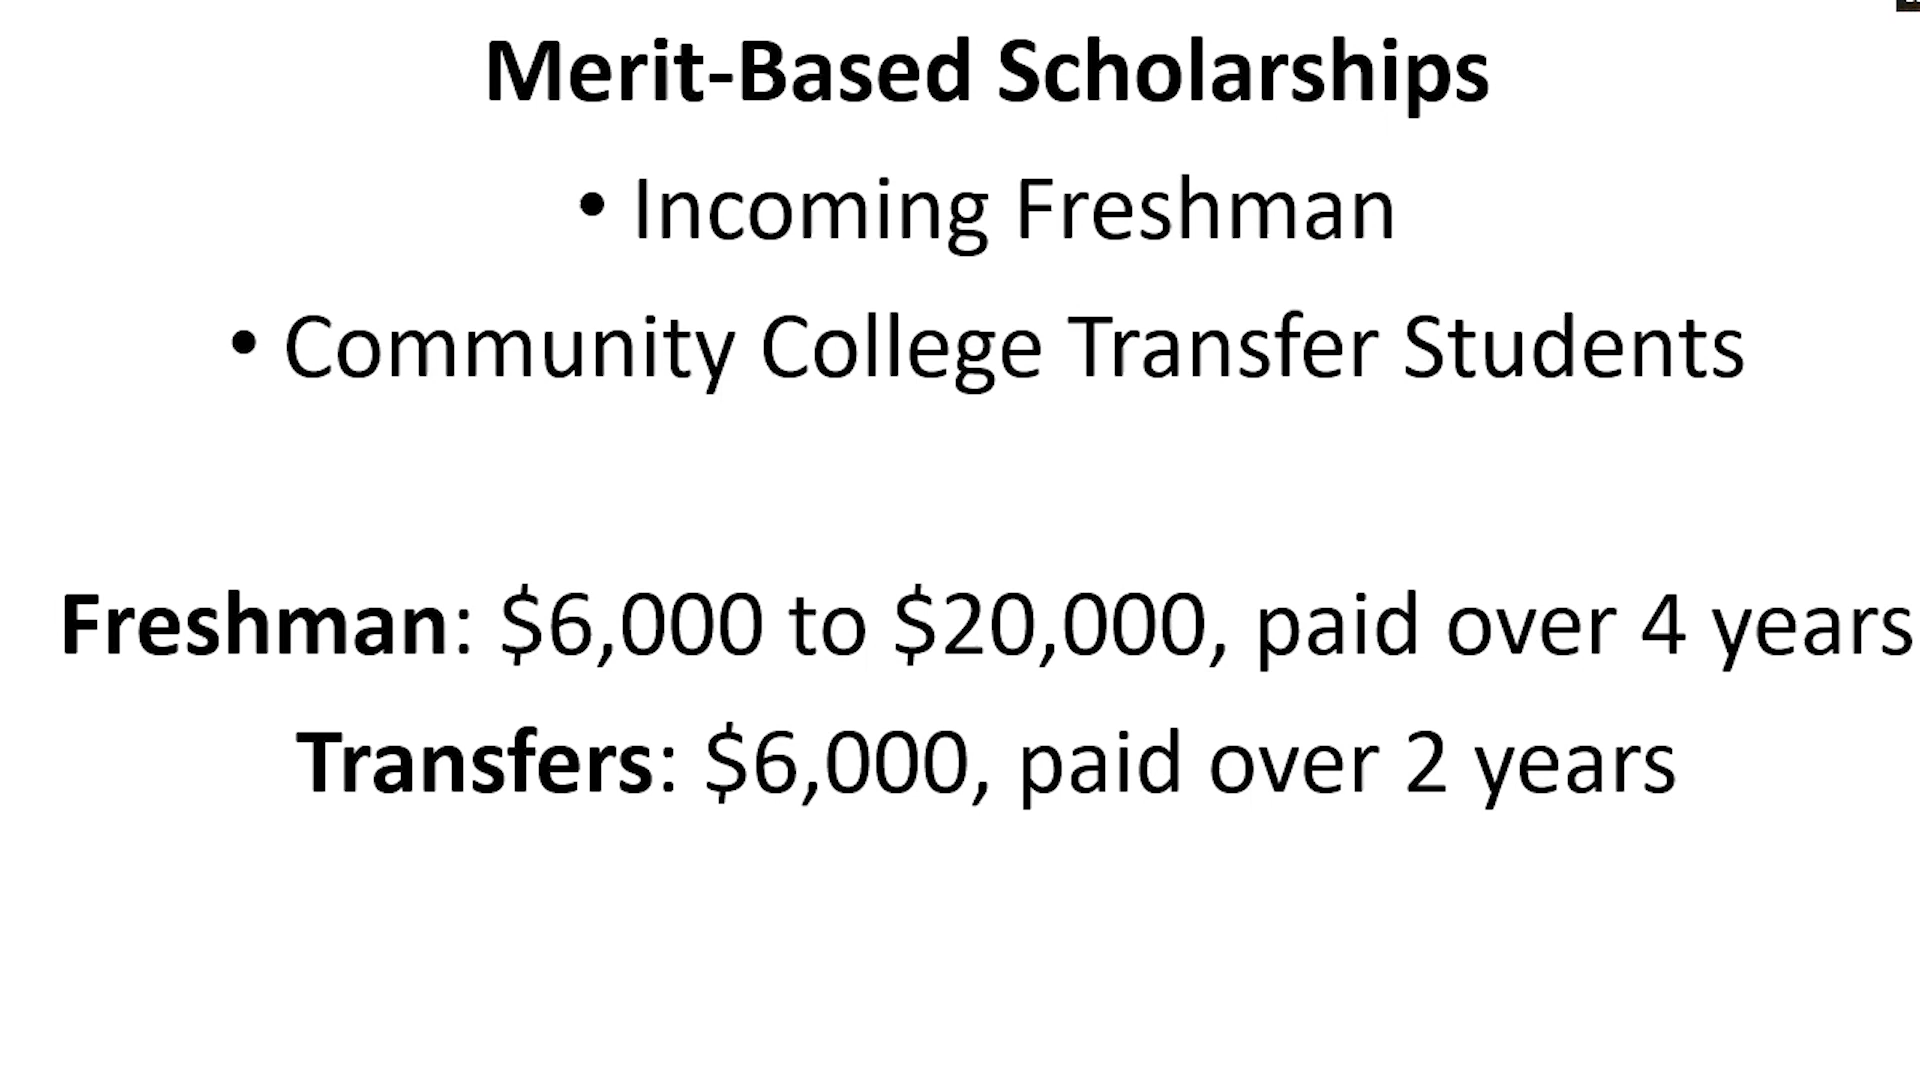 Merit-Based Scholarships
• Incoming Freshman
• Community College Transfer Students
Freshman: $6,000 to $20,000, paid over 4 years
Transfers: $6,000, paid over 2 years